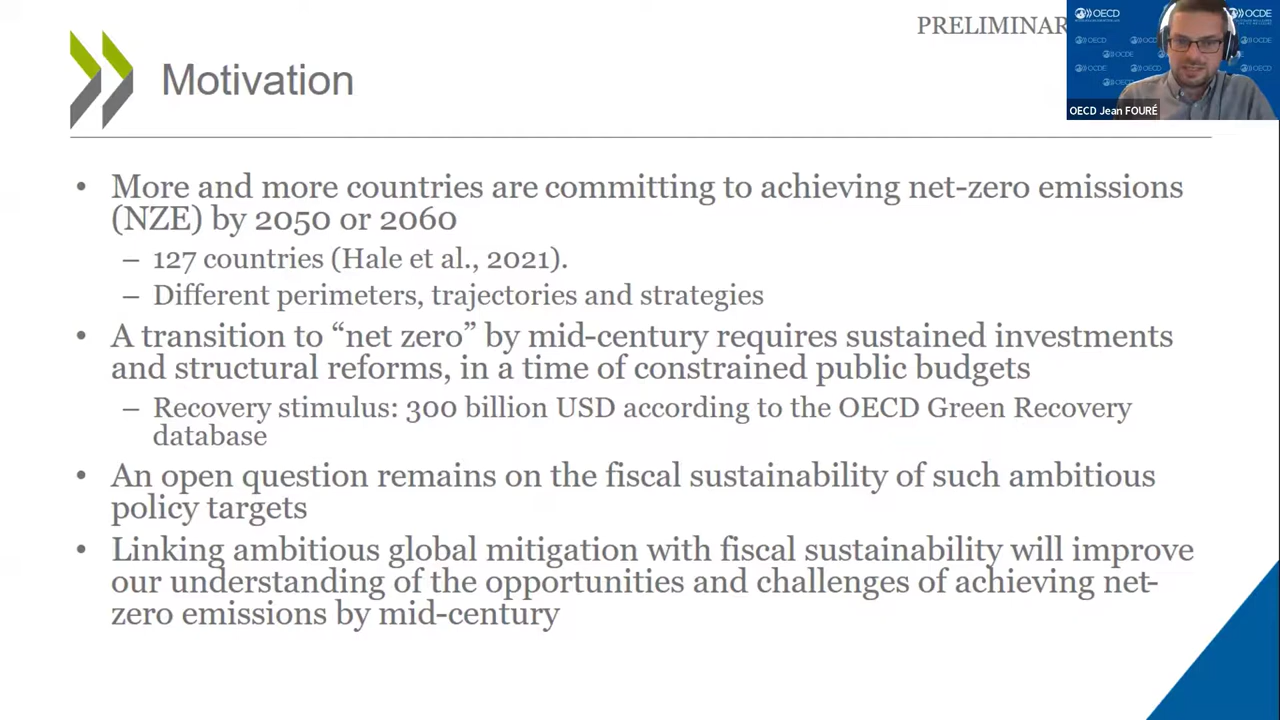 PRELIMINAR
Motivation
OECD
OCDE
OECD
OCDE
OECD
OECD
OECD Jean FOURÉ
• More and more countries are committing to achieving net-zero emissions
(NZE) by 2050 or 2060
– 127 countries (Hale et al., 2021).
– Different perimeters, trajectories and strategies
• A transition to “net zero” by mid-century requires sustained investments
and structural reforms, in a time of constrained public budgets
– Recovery stimulus: 300 billion USD according to the OECD Green Recovery
database
• An open question remains on the fiscal sustainability of such ambitious
policy targets
• Linking ambitious global mitigation with fiscal sustainability will improve
our understanding of the opportunities and challenges of achieving net-
zero emissions by mid-century